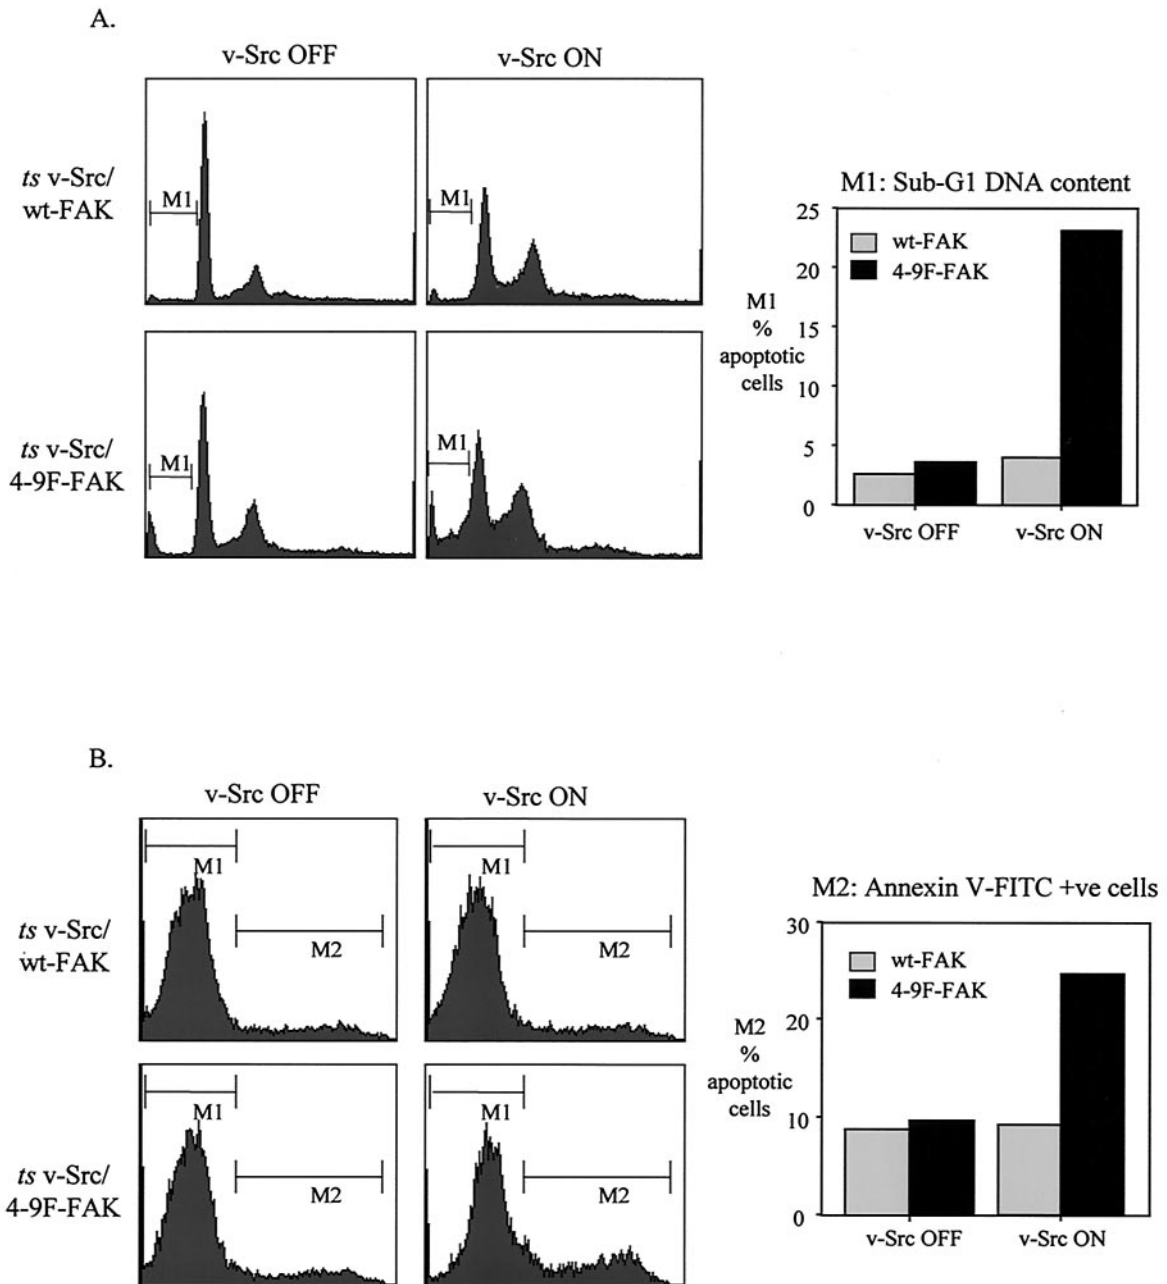 A.
v-Src OFF
v-Src ON
ts v-Src/
wt-FAK
M1
M1
ts v-Src/
4-9F-FAK
M1
M1
M1: Sub-G1 DNA content
25
20
15
10
5
0
wt-FAK
4-9F-FAK
M1
%
apoptotic
cells
v-Src OFF
v-Src ON
B.
v-Src OFF
v-Src ON
ts v-Src/
wt-FAK
M1
M2
M1
M2
ts v-Src/
4-9F-FAK
M1
M2
M1
M2
M2: Annexin V-FITC +ve cells
30
20
10
0
wt-FAK
4-9F-FAK
M2
%
apoptotic
cells
v-Src OFF
v-Src ON